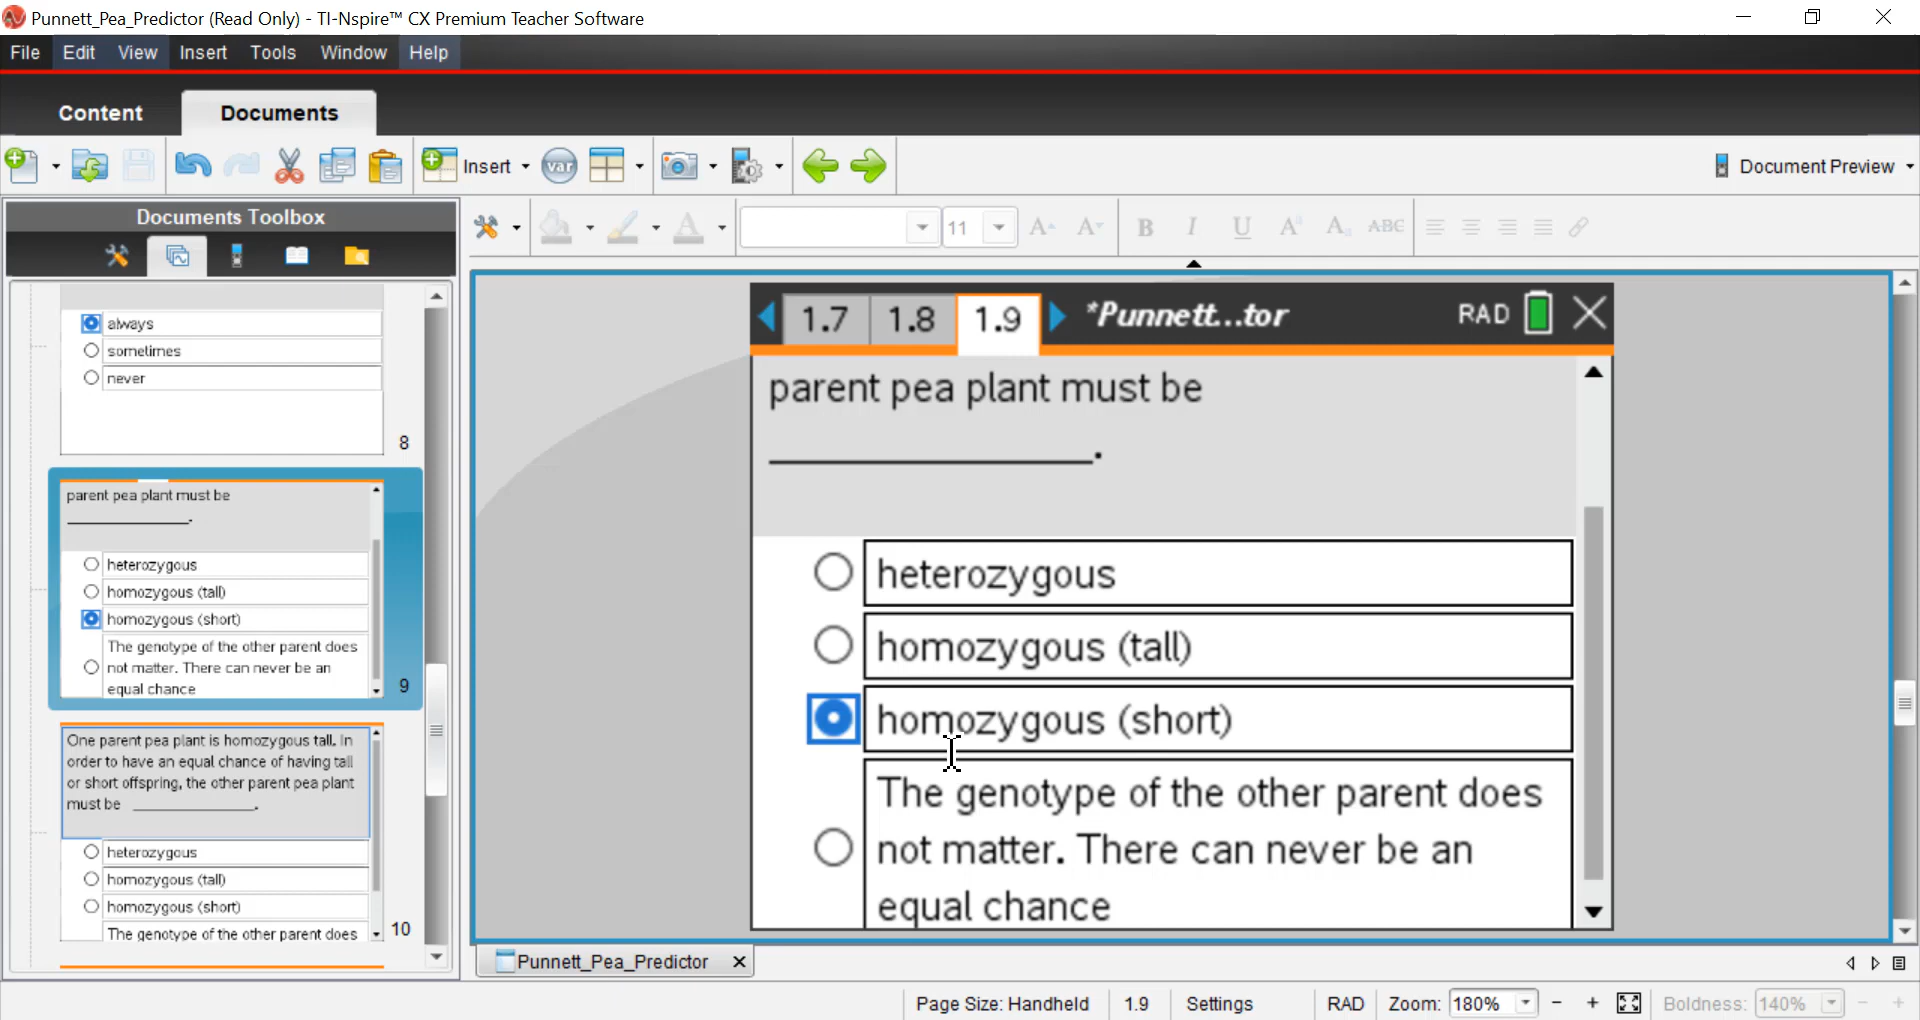 Punnett_Pea_Predictor (Read Only) - TI-Nspire™ CX Premium Teacher Software
File Edit View Insert Tools Window Help
Content Documents
Insert var Document Preview
Documents Toolbox
11 A A B I U A A ABC
always
sometimes
never
8
parent pea plant must be
____________.
heterozygous
homozygous (tall)
homozygous (short)
The genotype of the other parent does
not matter. There can never be an
equal chance
9
One parent pea plant is homozygous tall. In
order to have an equal chance of having tall
or short offspring, the other parent pea plant
must be ____________.
heterozygous
homozygous (tall)
homozygous (short)
The genotype of the other parent does
10
1.7 1.8 1.9 *Punnett...tor RAD
parent pea plant must be
____________.
heterozygous
homozygous (tall)
homozygous (short)
The genotype of the other parent does
not matter. There can never be an
equal chance
Punnett_Pea_Predictor
Page Size: Handheld 1.9 Settings RAD Zoom: 180% - + Boldness: 140% - +